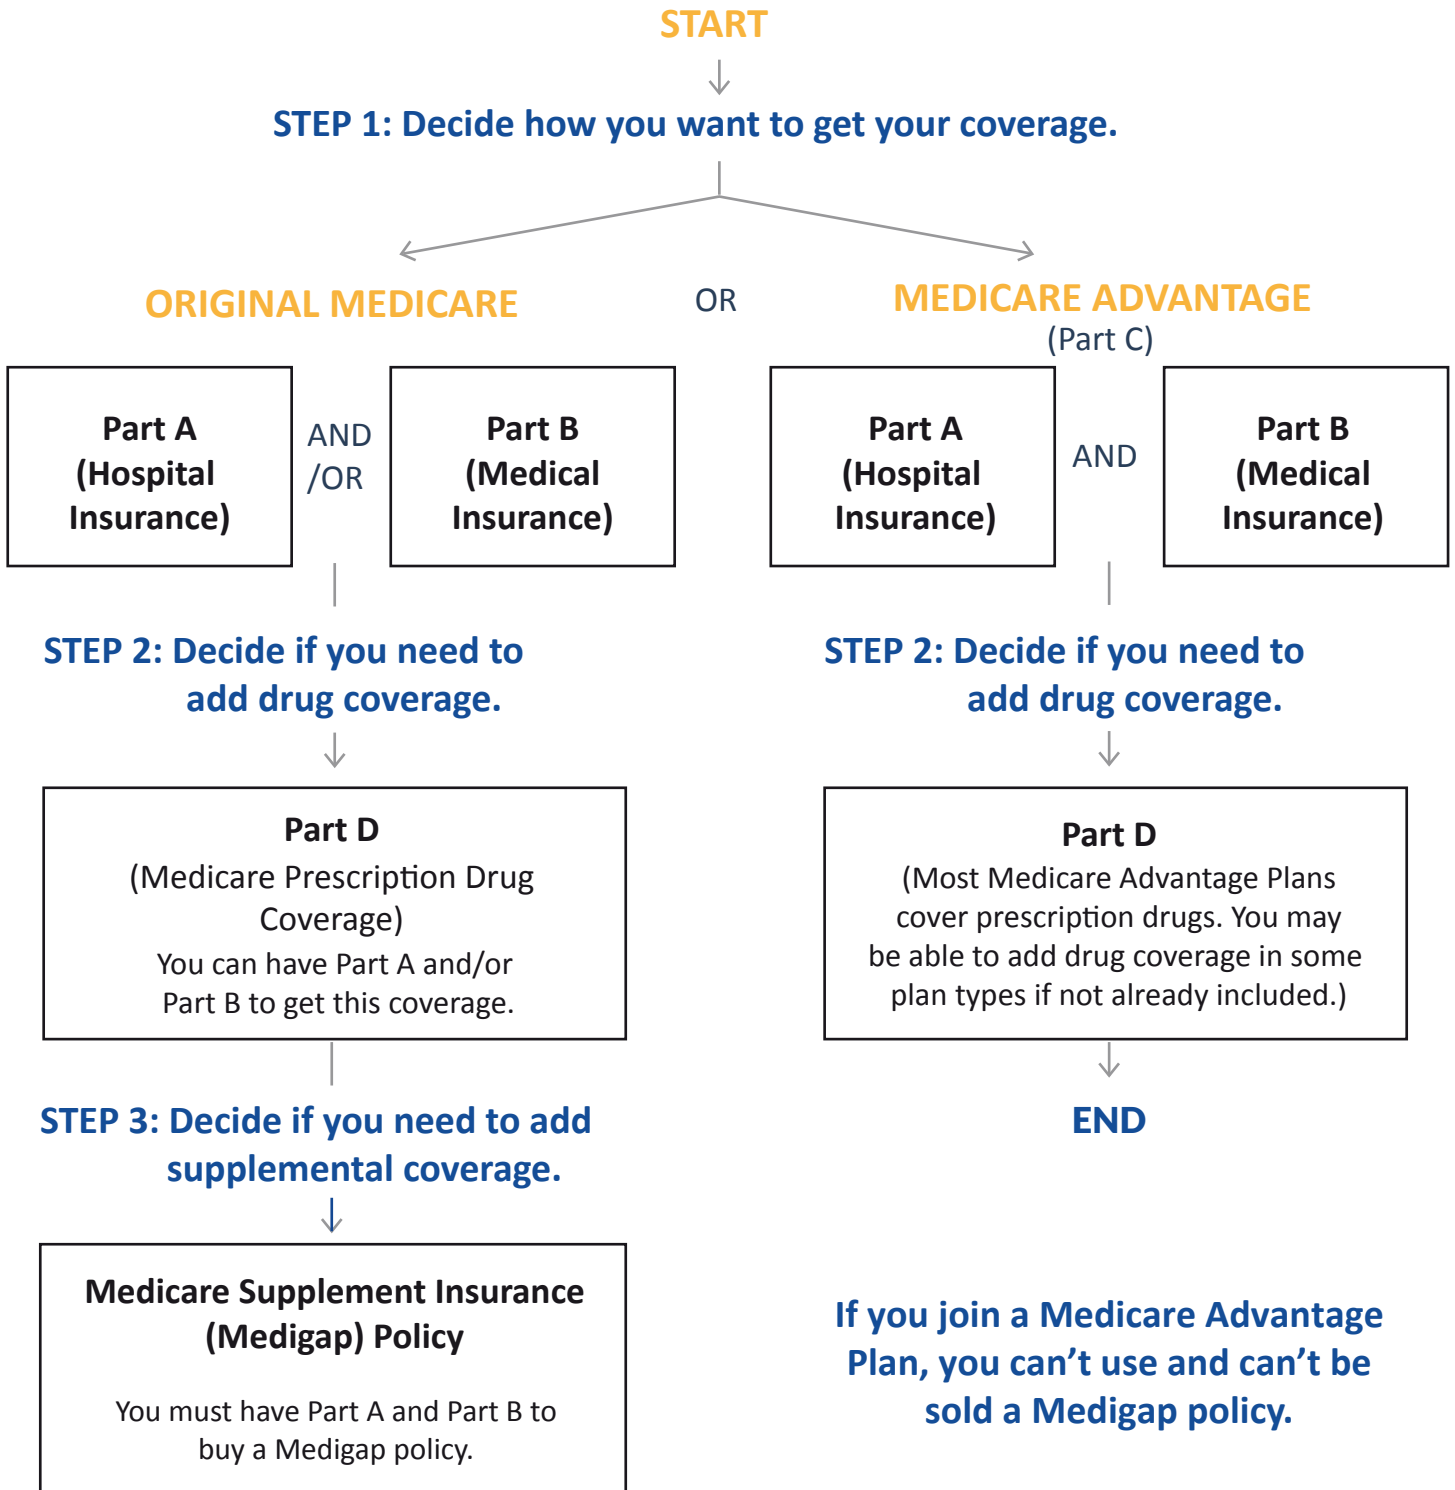 START
STEP 1: Decide how you want to get your coverage.
ORIGINAL MEDICARE
OR
MEDICARE ADVANTAGE
(Part C)
Part A
(Hospital
Insurance)
AND
/OR
Part B
(Medical
Insurance)
Part A
(Hospital
Insurance)
AND
Part B
(Medical
Insurance)
STEP 2: Decide if you need to
add drug coverage.
Part D
(Medicare Prescription Drug
Coverage)
You can have Part A and/or
Part B to get this coverage.
STEP 3: Decide if you need to add
supplemental coverage.
Medicare Supplement Insurance
(Medigap) Policy
You must have Part A and Part B to
buy a Medigap policy.
STEP 2: Decide if you need to
add drug coverage.
Part D
(Most Medicare Advantage Plans
cover prescription drugs. You may
be able to add drug coverage in some
plan types if not already included.)
END
If you join a Medicare Advantage
Plan, you can’t use and can’t be
sold a Medigap policy.